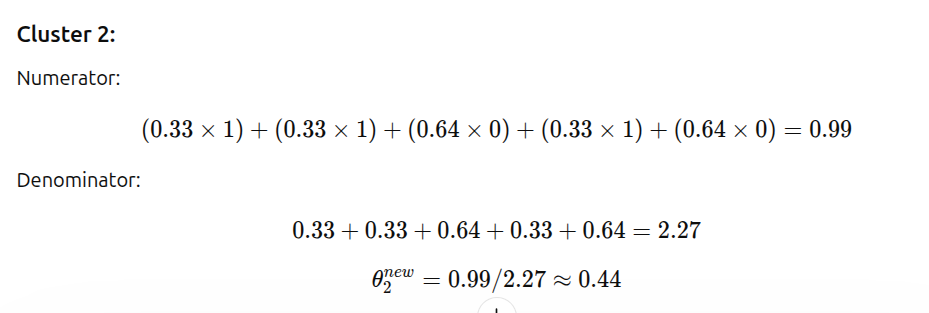 Cluster 2:
Numerator:
(0.33 × 1) + (0.33 × 1) + (0.64 × 0) + (0.33 × 1) + (0.64 × 0) = 0.99
Denominator:
0.33 + 0.33 + 0.64 + 0.33 + 0.64 = 2.27
θ₂ⁿᵉʷ = 0.99/2.27 ≈ 0.44